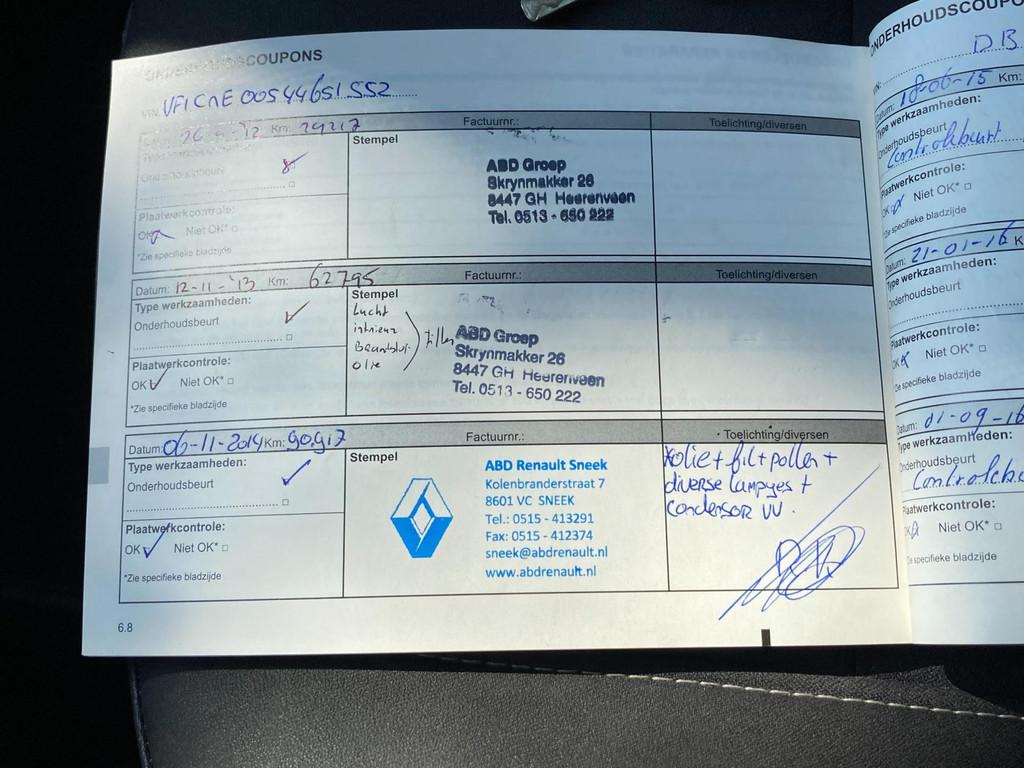 ONDERHOUDSCOUPONS
VIN: VF1CNE00544651552
Km: 29217 Factuurnr.: Toelichting/diversen
Type werkzaamheden:
Onderhoudsbeurt
Stempel
ABD Groep
Skrynmakker 26
8447 GH Heerenveen
Tel. 0513 - 650 222
Plaatwerkcontrole:
OK Niet OK* □
*Zie specifieke bladzijde
Datum: 12-11-'13 Km: 62795 Factuurnr.: Toelichting/diversen
Type werkzaamheden:
Onderhoudsbeurt
Stempel
Lucht
interieur
Brandstof
olie
filter
ABD Groep
Skrynmakker 26
8447 GH Heerenveen
Tel. 0513 - 650 222
Plaatwerkcontrole:
OK Niet OK* □
*Zie specifieke bladzijde
Datum: 06-11-2014 Km: 90.917 Factuurnr.: Toelichting/diversen
Type werkzaamheden:
Onderhoudsbeurt
Stempel
ABD Renault Sneek
Kolenbranderstraat 7
8601 VC SNEEK
Tel.: 0515 - 413291
Fax: 0515 - 412374
sneek@abdrenault.nl
www.abdrenault.nl
olie + filt + pollen +
diverse lampjes +
condensor VV.
Plaatwerkcontrole:
OK Niet OK* □
*Zie specifieke bladzijde
6.8
ONDERHOUDSCOUPO
VIN: DB
Datum: 18-06-15 Km:
Type werkzaamheden:
Onderhoudsbeurt
Controlebeurt
Plaatwerkcontrole:
OK Niet OK* □
*Zie specifieke bladzijde
Datum: 21-01-16 K
Type werkzaamheden:
Onderhoudsbeurt
Plaatwerkcontrole:
OK Niet OK* □
*Zie specifieke bladzijde
Datum: 01-09-16
Type werkzaamheden:
Onderhoudsbeurt
Plaatwerkcontrole:
OK Niet OK* □
*Zie specifieke bladzijde